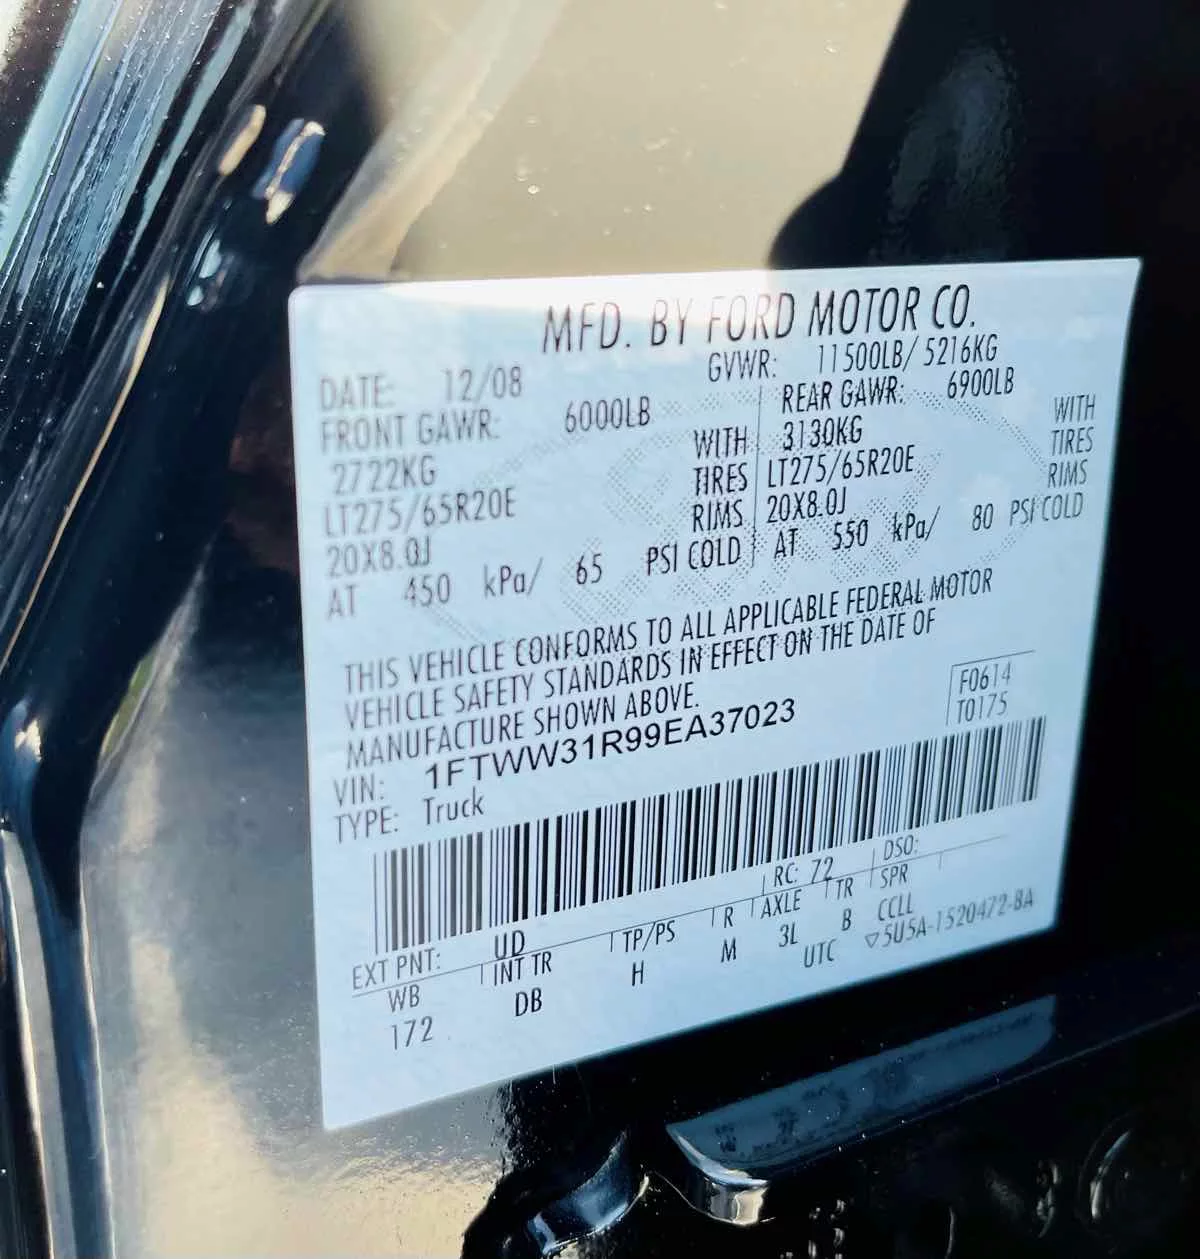 MFD. BY FORD MOTOR CO.
DATE: 12/08 GVWR: 11500LB/ 5216KG
FRONT GAWR: 6000LB REAR GAWR: 6900LB
2722KG WITH 3130KG WITH
LT275/65R20E TIRES LT275/65R20E TIRES
20X8.0J RIMS 20X8.0J RIMS
AT 450 kPa/ 65 PSI COLD AT 550 kPa/ 80 PSI COLD
THIS VEHICLE CONFORMS TO ALL APPLICABLE FEDERAL MOTOR
VEHICLE SAFETY STANDARDS IN EFFECT ON THE DATE OF
MANUFACTURE SHOWN ABOVE.
VIN: 1FTWW31R99EA37023 F0614
TYPE: Truck T0175
EXT PNT: UD RC: 72 DSO:
WB INT TR TP/PS R AXLE TR SPR
172 DB H M 3L B CCLL
UTC ▽5U5A-1520472-BA